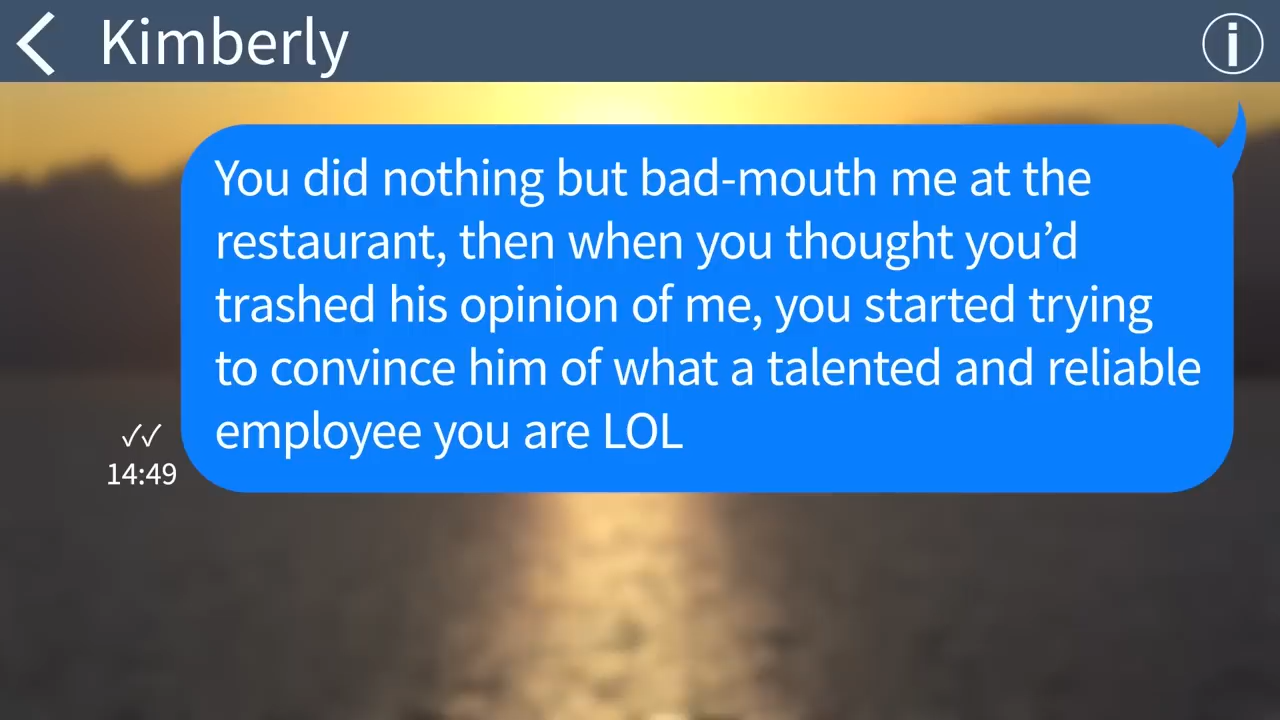 Kimberly
i
You did nothing but bad-mouth me at the
restaurant, then when you thought you’d
trashed his opinion of me, you started trying
to convince him of what a talented and reliable
employee you are LOL
✓✓
14:49